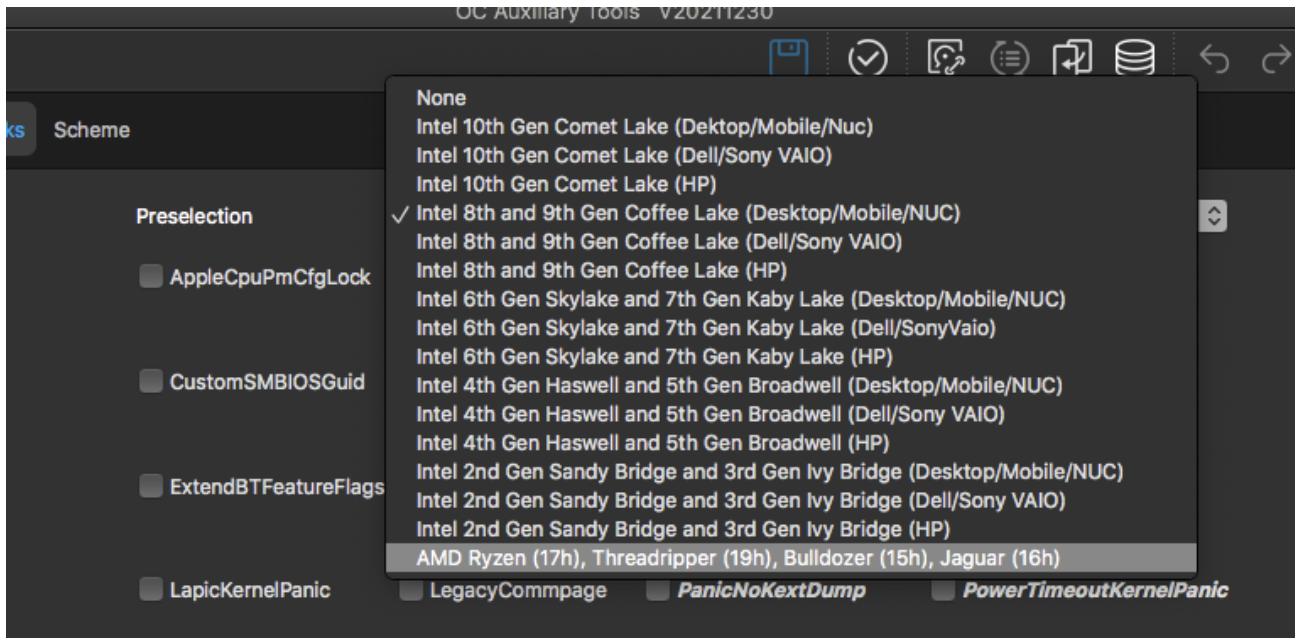 OC Auxiliary Tools V20211230
ks Scheme
None
Intel 10th Gen Comet Lake (Dektop/Mobile/Nuc)
Intel 10th Gen Comet Lake (Dell/Sony VAIO)
Intel 10th Gen Comet Lake (HP)
Preselection
✓ Intel 8th and 9th Gen Coffee Lake (Desktop/Mobile/NUC)
Intel 8th and 9th Gen Coffee Lake (Dell/Sony VAIO)
Intel 8th and 9th Gen Coffee Lake (HP)
Intel 6th Gen Skylake and 7th Gen Kaby Lake (Desktop/Mobile/NUC)
Intel 6th Gen Skylake and 7th Gen Kaby Lake (Dell/SonyVaio)
Intel 6th Gen Skylake and 7th Gen Kaby Lake (HP)
Intel 4th Gen Haswell and 5th Gen Broadwell (Desktop/Mobile/NUC)
Intel 4th Gen Haswell and 5th Gen Broadwell (Dell/Sony VAIO)
Intel 4th Gen Haswell and 5th Gen Broadwell (HP)
Intel 2nd Gen Sandy Bridge and 3rd Gen Ivy Bridge (Desktop/Mobile/NUC)
Intel 2nd Gen Sandy Bridge and 3rd Gen Ivy Bridge (Dell/Sony VAIO)
Intel 2nd Gen Sandy Bridge and 3rd Gen Ivy Bridge (HP)
AMD Ryzen (17h), Threadripper (19h), Bulldozer (15h), Jaguar (16h)
AppleCpuPmCfgLock
CustomSMBIOSGuid
ExtendBTFeatureFlags
LapicKernelPanic LegacyCommpage PanicNoKextDump PowerTimeoutKernelPanic